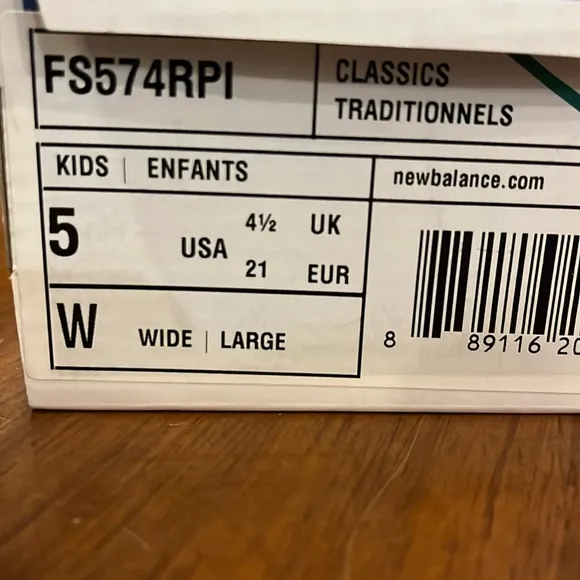 FS574RPI
CLASSICS
TRADITIONNELS
KIDS | ENFANTS
newbalance.com
5 USA 4½ UK
21 EUR
W WIDE | LARGE
8 89116 20